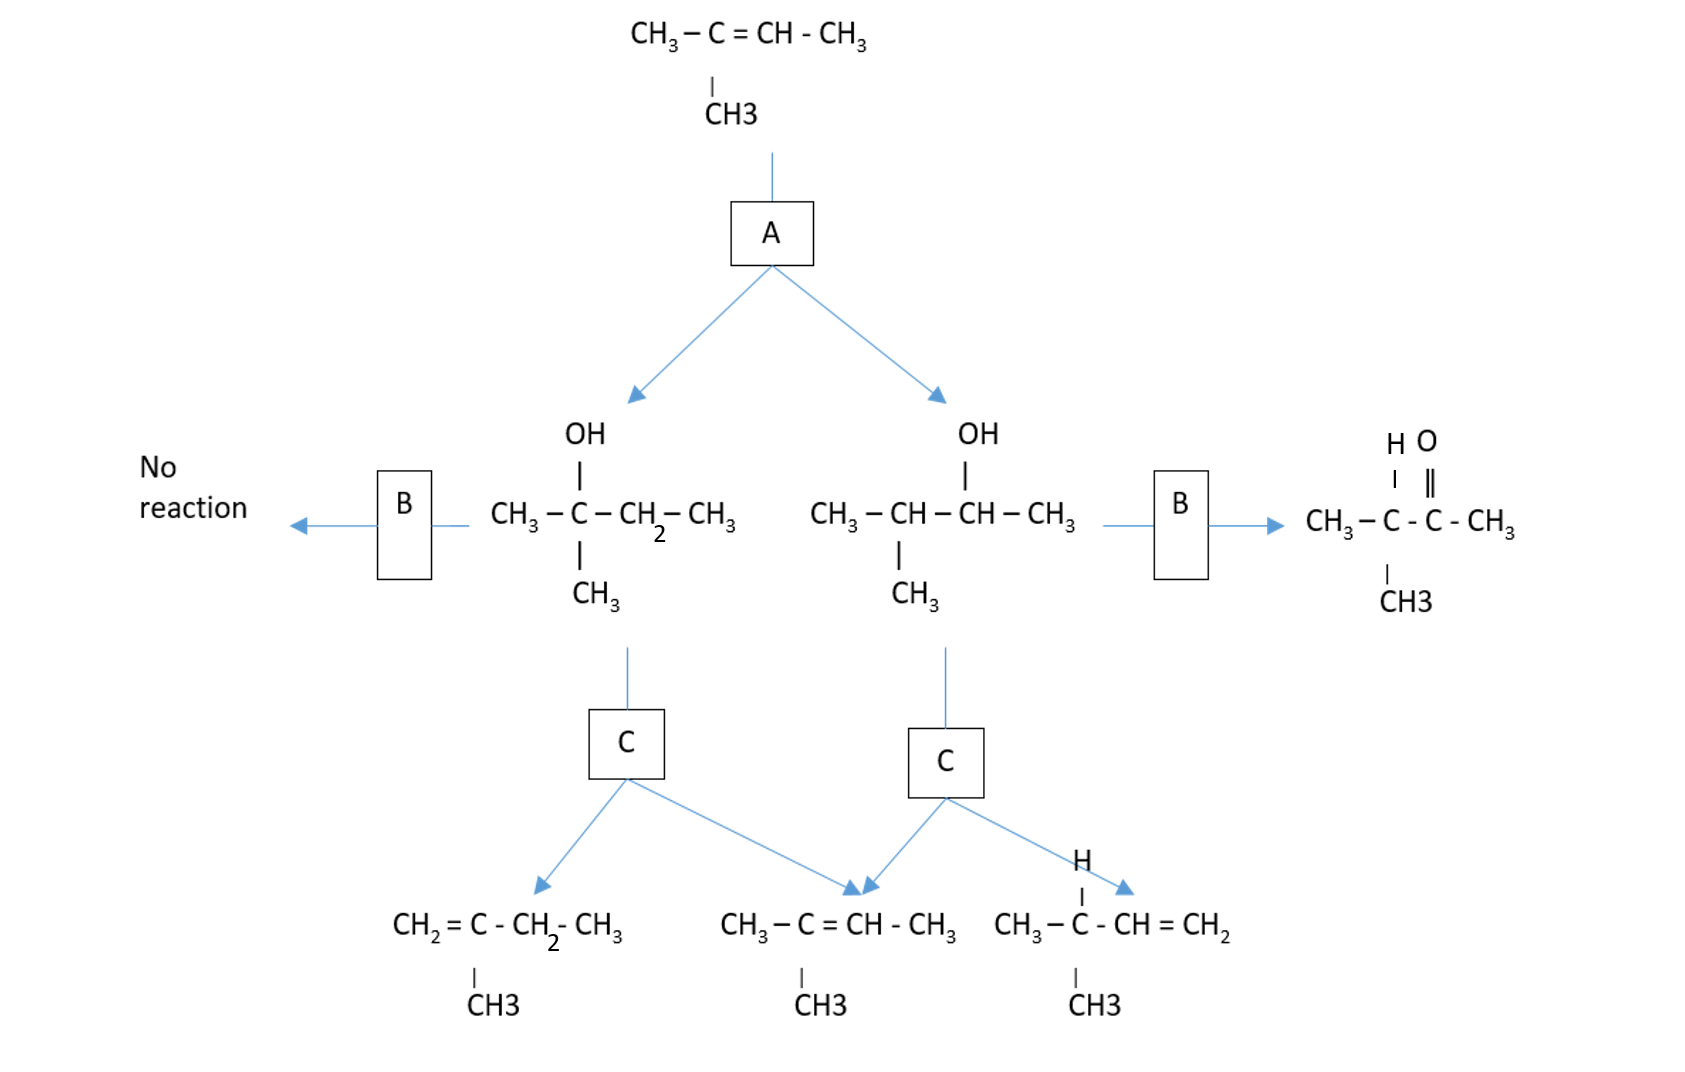 CH₃ – C = CH - CH₃
|
CH3
A
OH
|
CH₃ – C – CH₂ – CH₃
|
CH₃
OH
|
CH₃ – CH – CH – CH₃
|
CH₃
No
reaction
B
B
H O
| ||
CH₃ – C - C - CH₃
|
CH3
C
C
CH₂ = C - CH₂ - CH₃
|
CH3
CH₃ – C = CH - CH₃
|
CH3
H
|
CH₃ – C - CH = CH₂
|
CH3